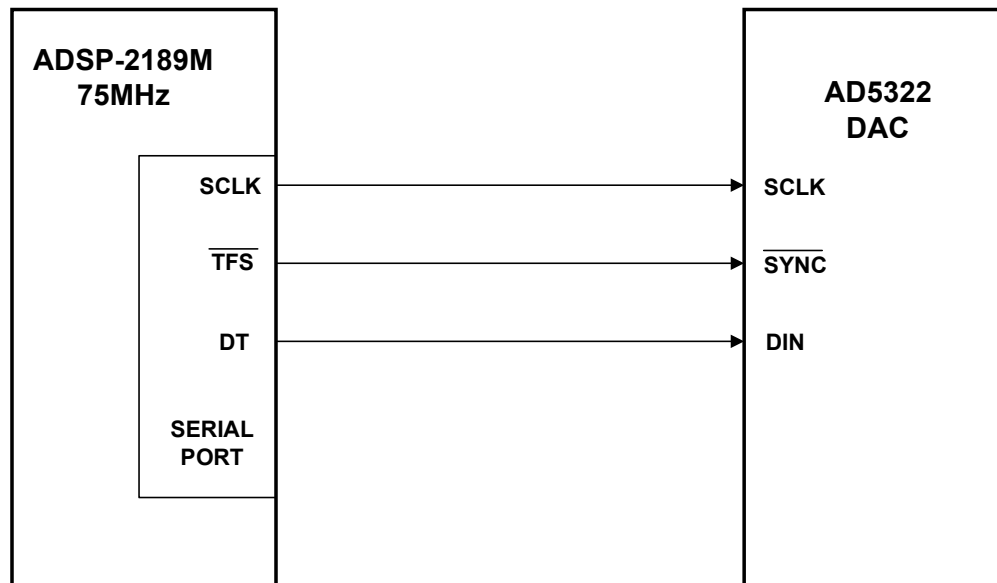 ADSP-2189M
75MHz
AD5322
DAC
SCLK
SCLK
TFS
SYNC
DT
DIN
SERIAL
PORT